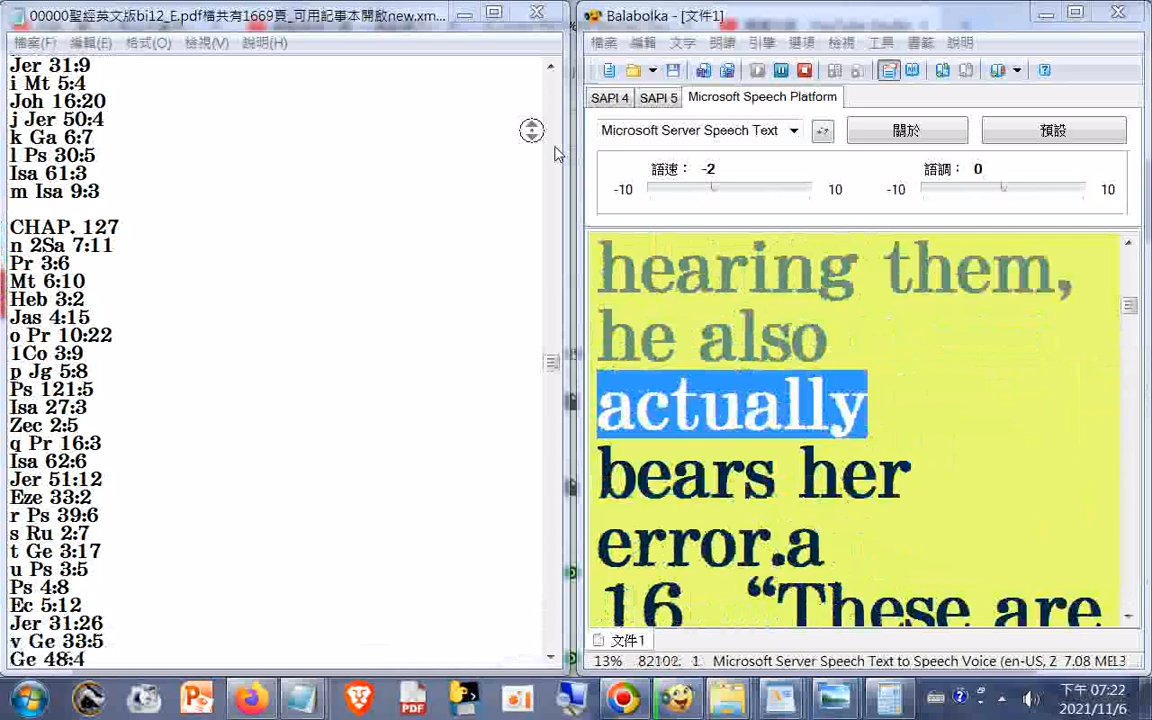 00000聖經英文版bi12_E.pdf檔共有1669頁_可用記事本開啟new.xm...
檔案(F) 編輯(E) 格式(O) 檢視(V) 說明(H)
Jer 31:9
i Mt 5:4
Joh 16:20
j Jer 50:4
k Ga 6:7
l Ps 30:5
Isa 61:3
m Isa 9:3
CHAP. 127
n 2Sa 7:11
Pr 3:6
Mt 6:10
Heb 3:2
Jas 4:15
o Pr 10:22
1Co 3:9
p Jg 5:8
Ps 121:5
Isa 27:3
Zec 2:5
q Pr 16:3
Isa 62:6
Jer 51:12
Eze 33:2
r Ps 39:6
s Ru 2:7
t Ge 3:17
u Ps 3:5
Ps 4:8
Ec 5:12
Jer 31:26
v Ge 33:5
Ge 48:4
Balabolka - [文件1]
檔案 編輯 文字 朗讀 引擎 選項 檢視 工具 書籤 說明
SAPI 4 SAPI 5 Microsoft Speech Platform
Microsoft Server Speech Text 關於 預設
語速： -2 語調： 0
-10 10 -10 10
hearing them,
he also
actually
bears her
error.a
16 “These are
文件1
13% 82102: 1 Microsoft Server Speech Text to Speech Voice (en-US, 2 7.08 ME
下午 07:22
2021/11/6